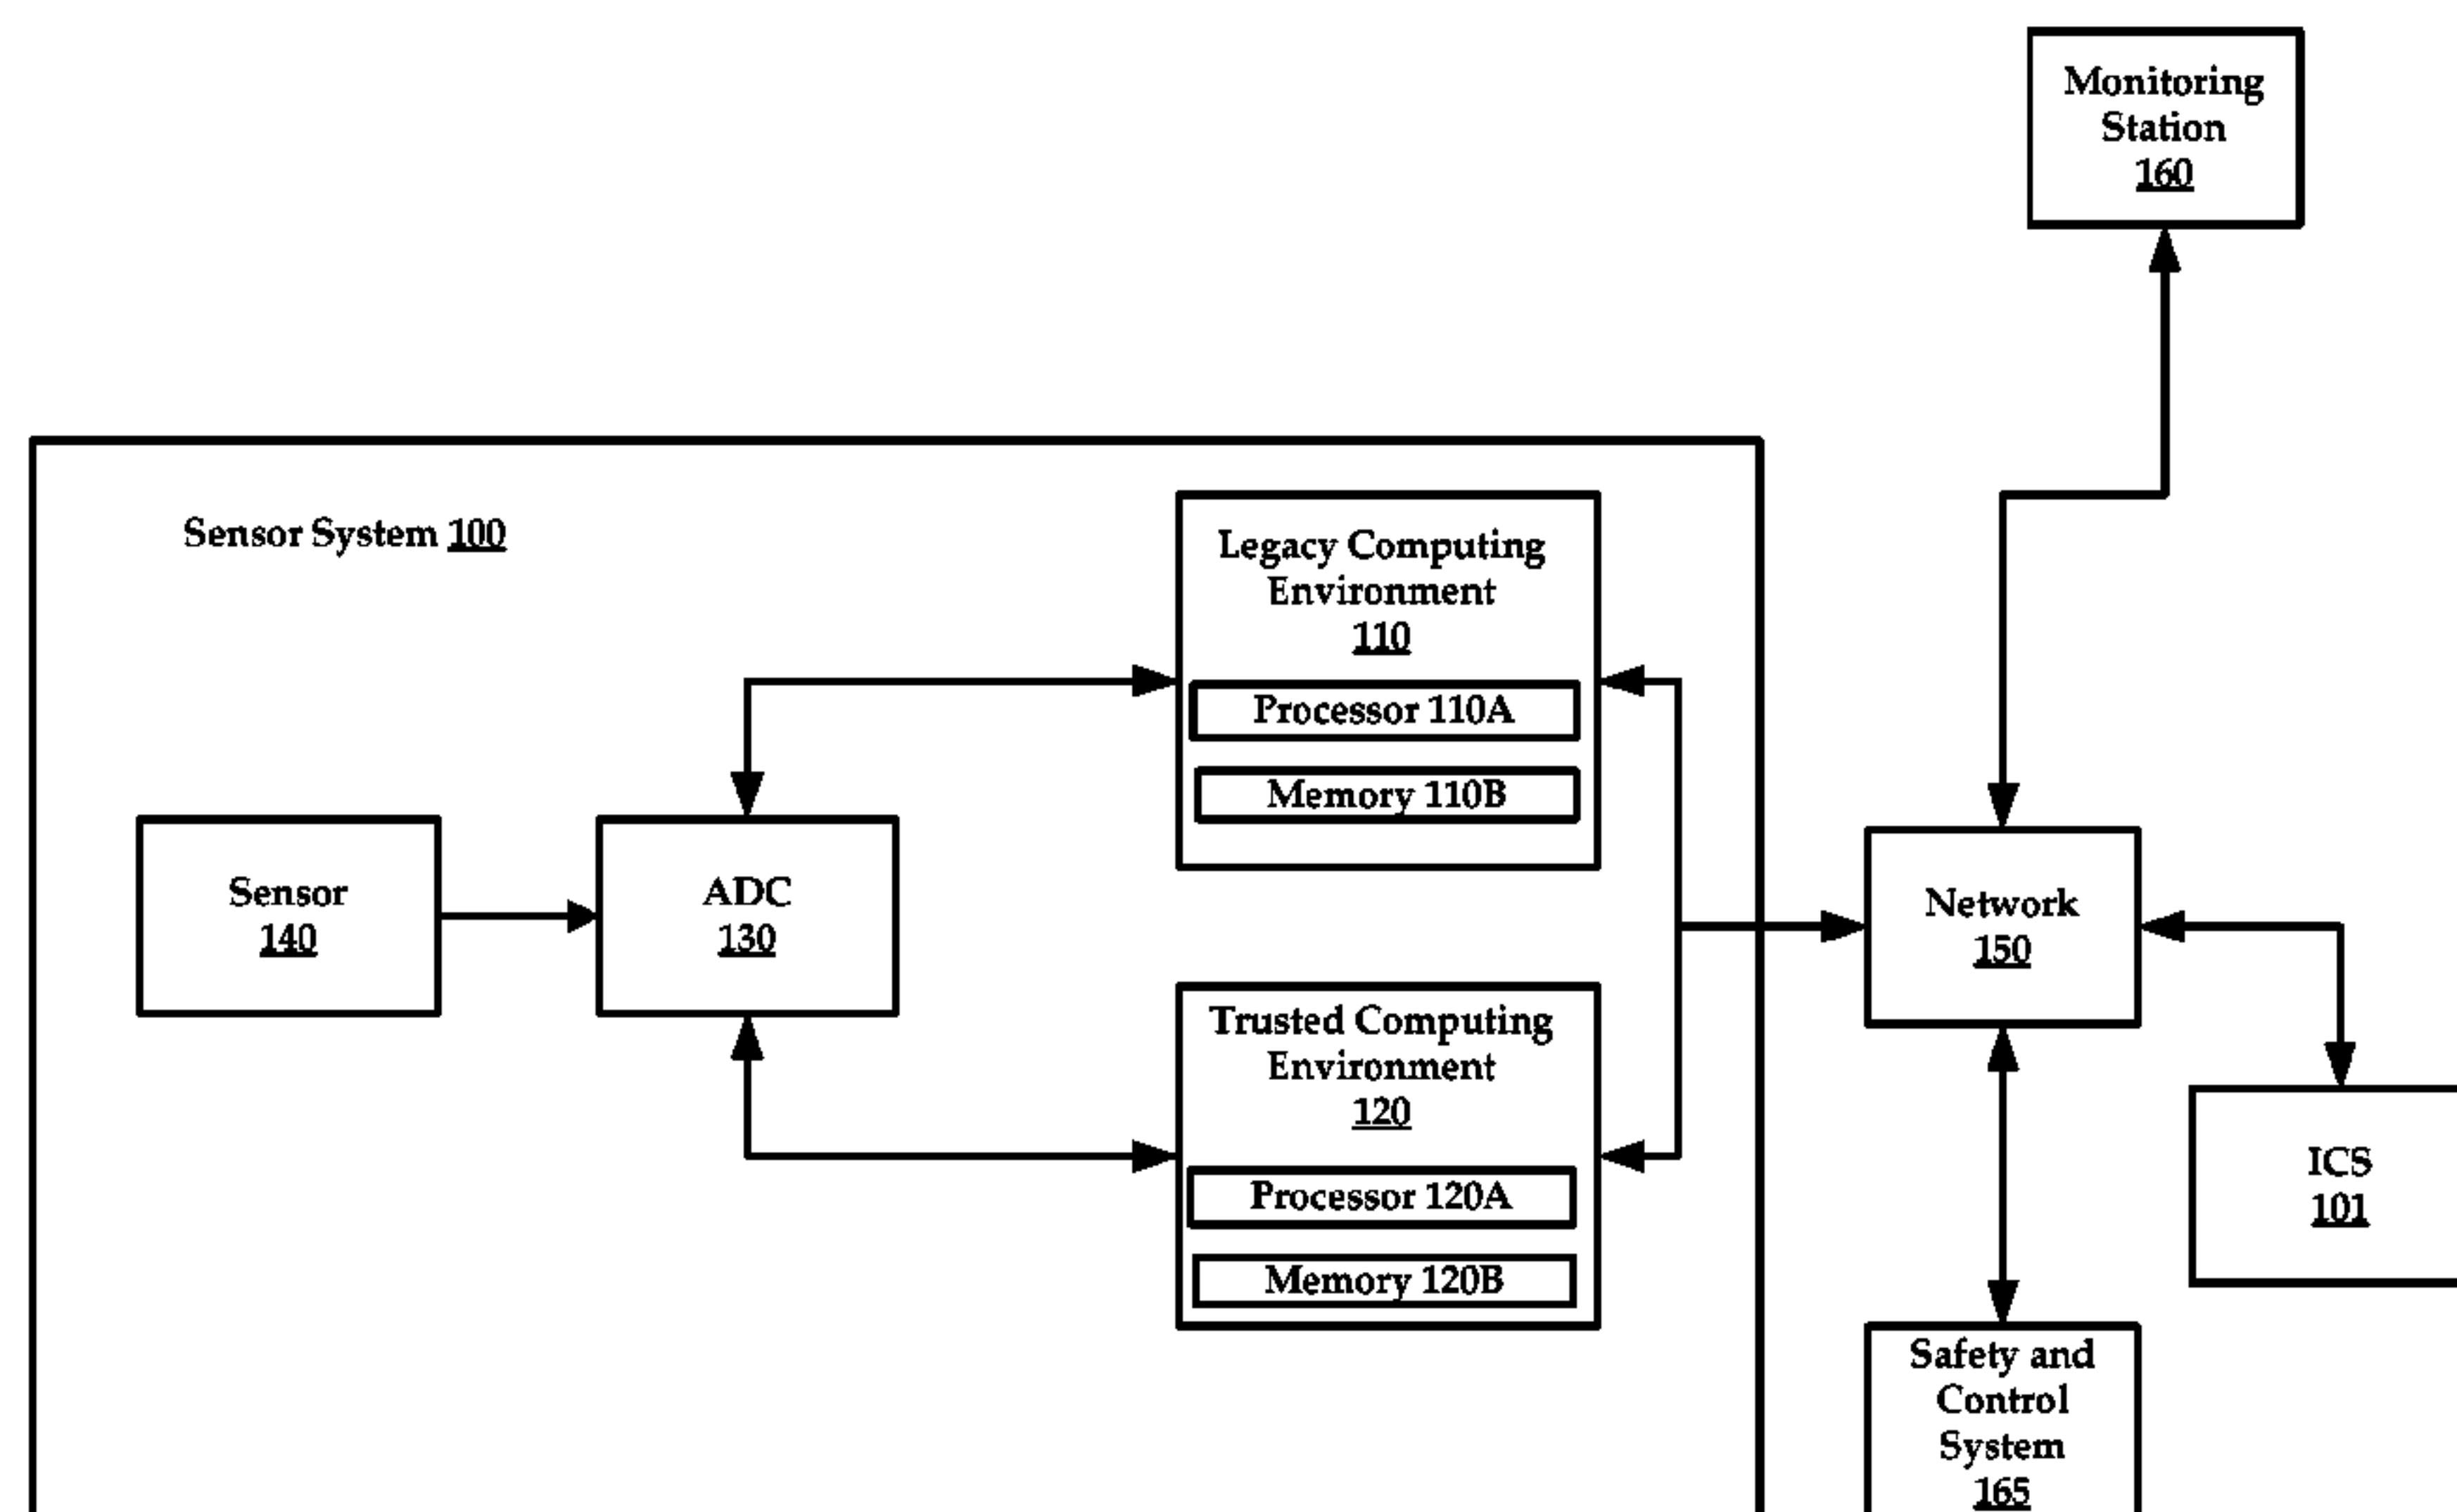 Monitoring
Station
160
Sensor System 100
Legacy Computing
Environment
110
Processor 110A
Memory 110B
Sensor
140
ADC
130
Network
150
Trusted Computing
Environment
120
Processor 120A
Memory 120B
ICS
101
Safety and
Control
System
165